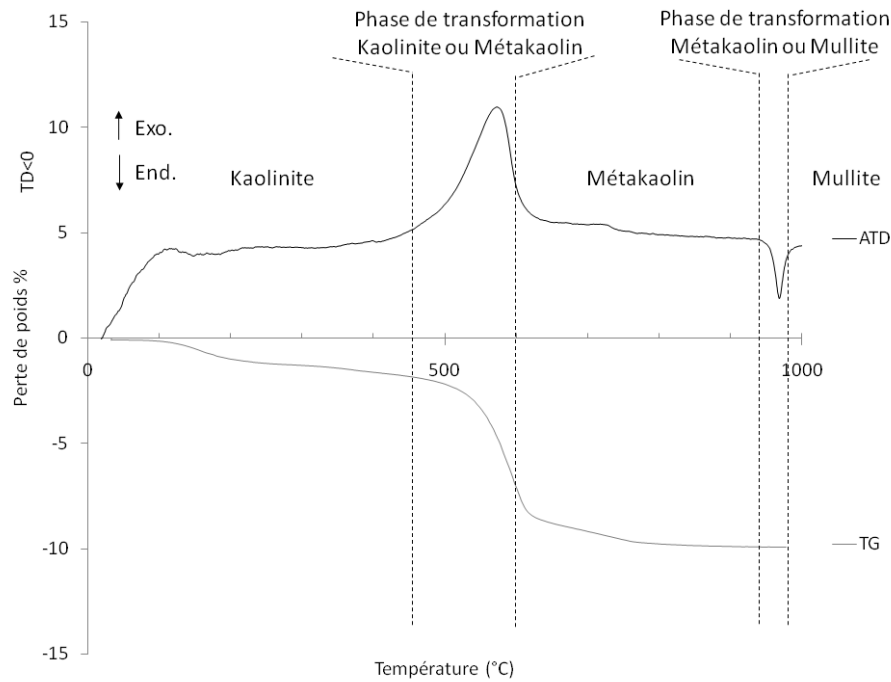 Phase de transformation
Kaolinite ou Métakaolin
Phase de transformation
Métakaolin ou Mullite
15
10
5
0
-5
-10
-15
TD<0
Perte de poids %
Exo.
End.
Kaolinite
Métakaolin
Mullite
ATD
0
500
1000
TG
Température (°C)